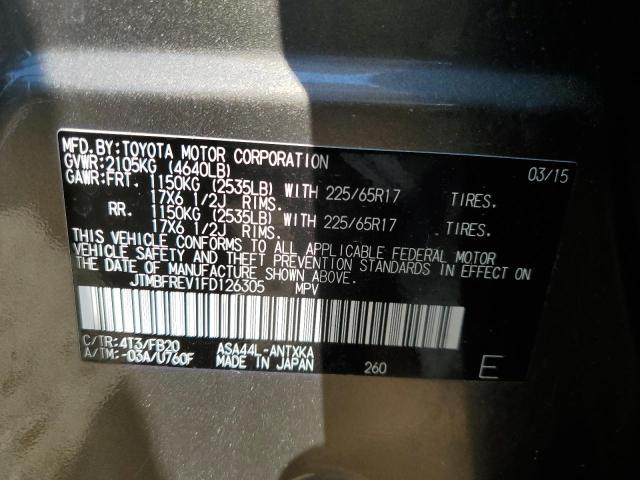 MFD.BY:TOYOTA MOTOR CORPORATION 03/15
GVWR:2105KG (4640LB)
GAWR:FRT. 1150KG (2535LB) WITH 225/65R17 TIRES.
17X6 1/2J RIMS.
RR. 1150KG (2535LB) WITH 225/65R17 TIRES.
17X6 1/2J RIMS.
THIS VEHICLE CONFORMS TO ALL APPLICABLE FEDERAL MOTOR
VEHICLE SAFETY AND THEFT PREVENTION STANDARDS IN EFFECT ON
THE DATE OF MANUFACTURE SHOWN ABOVE.
JTMBFREV1FD126305 MPV
C/TR:4T3/FB20 ASA44L-ANTXKA
A/TM:-03A/U760F MADE IN JAPAN 260 E